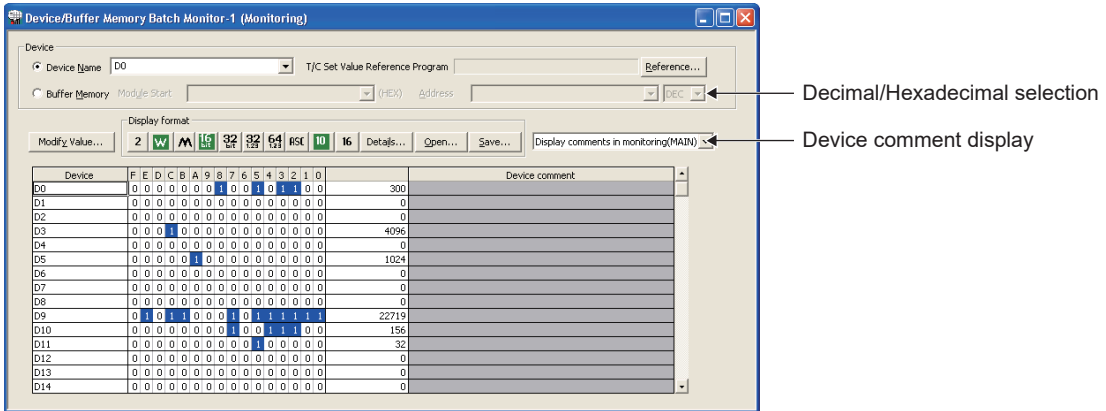 Device/Buffer Memory Batch Monitor-1 (Monitoring)
Device
Device Name D0 T/C Set Value Reference Program Reference...
Buffer Memory Module Start (HEX) Address DEC
Decimal/Hexadecimal selection
Display format
Modify Value... 2 W M 16 bit 32 bit 32 1.23 64 1.23 ASC 10 16 Details... Open... Save... Display comments in monitoring(MAIN)
Device comment display
Device F E D C B A 9 8 7 6 5 4 3 2 1 0 Device comment
D0 0 0 0 0 0 0 0 1 0 0 1 0 1 1 0 0 300
D1 0 0 0 0 0 0 0 0 0 0 0 0 0 0 0 0 0
D2 0 0 0 0 0 0 0 0 0 0 0 0 0 0 0 0 0
D3 0 0 0 1 0 0 0 0 0 0 0 0 0 0 0 0 4096
D4 0 0 0 0 0 0 0 0 0 0 0 0 0 0 0 0 0
D5 0 0 0 0 0 1 0 0 0 0 0 0 0 0 0 0 1024
D6 0 0 0 0 0 0 0 0 0 0 0 0 0 0 0 0 0
D7 0 0 0 0 0 0 0 0 0 0 0 0 0 0 0 0 0
D8 0 0 0 0 0 0 0 0 0 0 0 0 0 0 0 0 0
D9 0 1 0 1 1 0 0 0 1 0 1 1 1 1 1 1 22719
D10 0 0 0 0 0 0 0 0 1 0 0 1 1 1 0 0 156
D11 0 0 0 0 0 0 0 0 0 0 1 0 0 0 0 0 32
D12 0 0 0 0 0 0 0 0 0 0 0 0 0 0 0 0 0
D13 0 0 0 0 0 0 0 0 0 0 0 0 0 0 0 0 0
D14 0 0 0 0 0 0 0 0 0 0 0 0 0 0 0 0 0